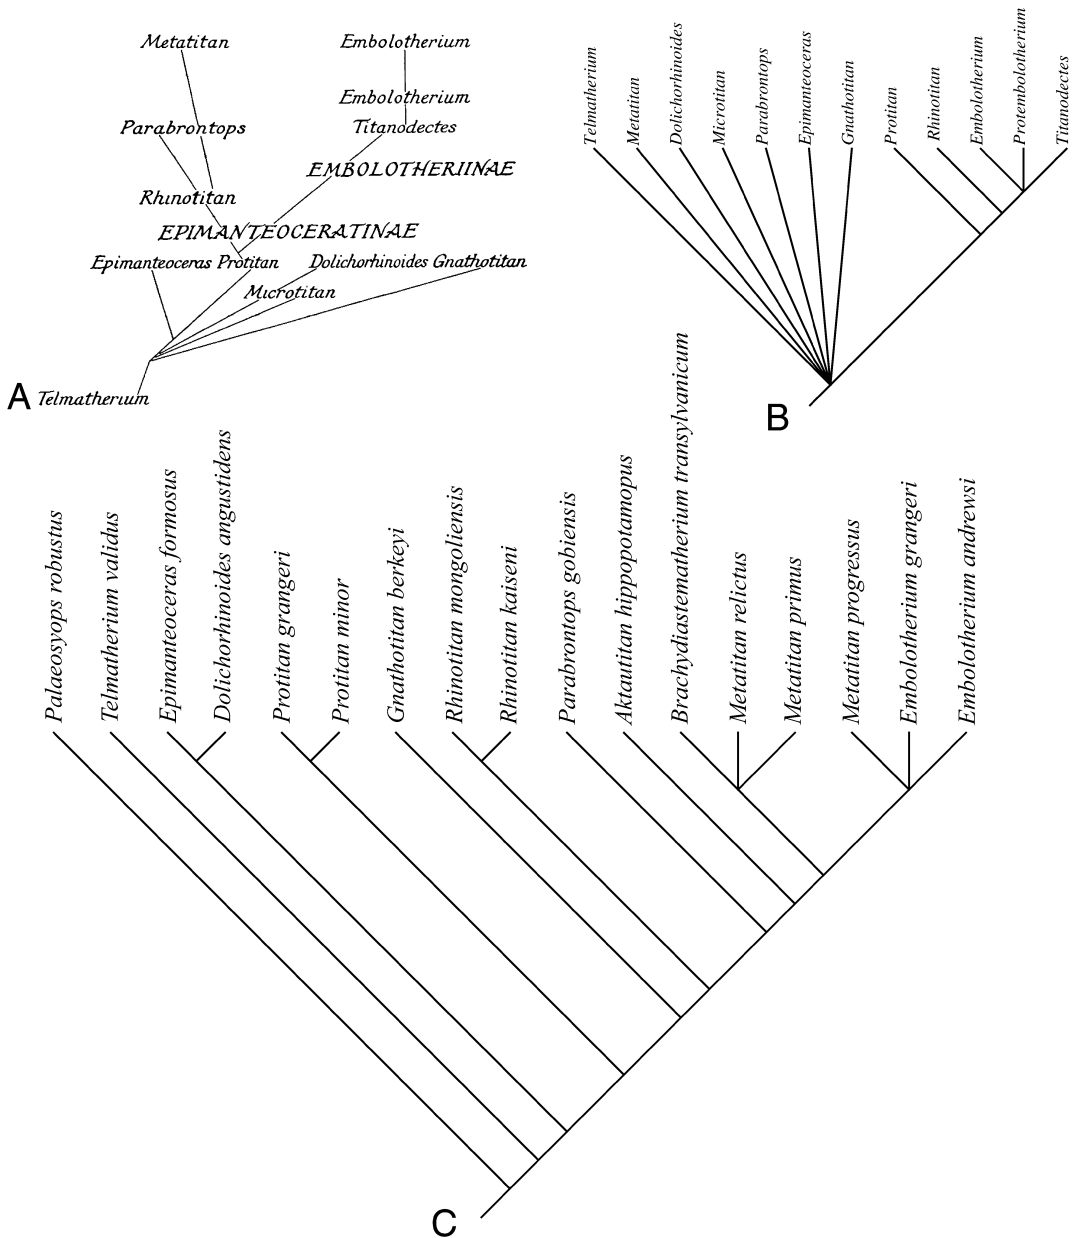 Metatitan Embolotherium
Embolotherium
Parabrontops Titanodectes
EMBOLOTHERIINAE
Rhinotitan
EPIMANTEOCERATINAE
Epimanteoceras Protitan Dolichorhinoides Gnathotitan
Microtitan
A Telmatherium
Telmatherium
Metatitan
Dolichorhinoides
Microtitan
Parabrontops
Epimanteoceras
Gnathotitan
Protitan
Rhinotitan
Embolotherium
Protembolotherium
Titanodectes
B
Palaeosyops robustus
Telmatherium validus
Epimanteoceras formosus
Dolichorhinoides angustidens
Protitan grangeri
Protitan minor
Gnathotitan berkeyi
Rhinotitan mongoliensis
Rhinotitan kaiseni
Parabrontops gobiensis
Aktautitan hippopotamopus
Brachydiastematherium transylvanicum
Metatitan relictus
Metatitan primus
Metatitan progressus
Embolotherium grangeri
Embolotherium andrewsi
C